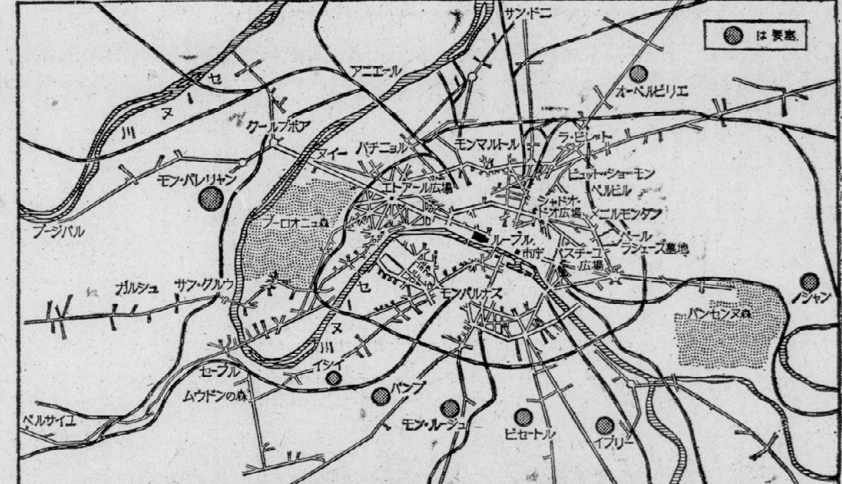 サン・ドニ
は要塞
アニエール
オーベルビリエ
セーヌ川
クールブボア
ヌイー
バチニョル
モンマルトル
ラ・ビレット
モン・バレリャン
エトアール広場
ビュット・ショーモン
ベルビル
シャドオ・ドオ広場
メニルモンタン
ブーロオニュ森
ブージバル
ルーブル
市庁
バスチーユ広場
ペール
ラシェーズ墓地
ガルシュ
サン・クルウ
モンパルナス
ノジャン
セーヌ川
バンセンヌ森
セーブル
イシイ
ムウドンの森
バンブ
ベルサイユ
モン・ルージュ
ビセートル
イブリー